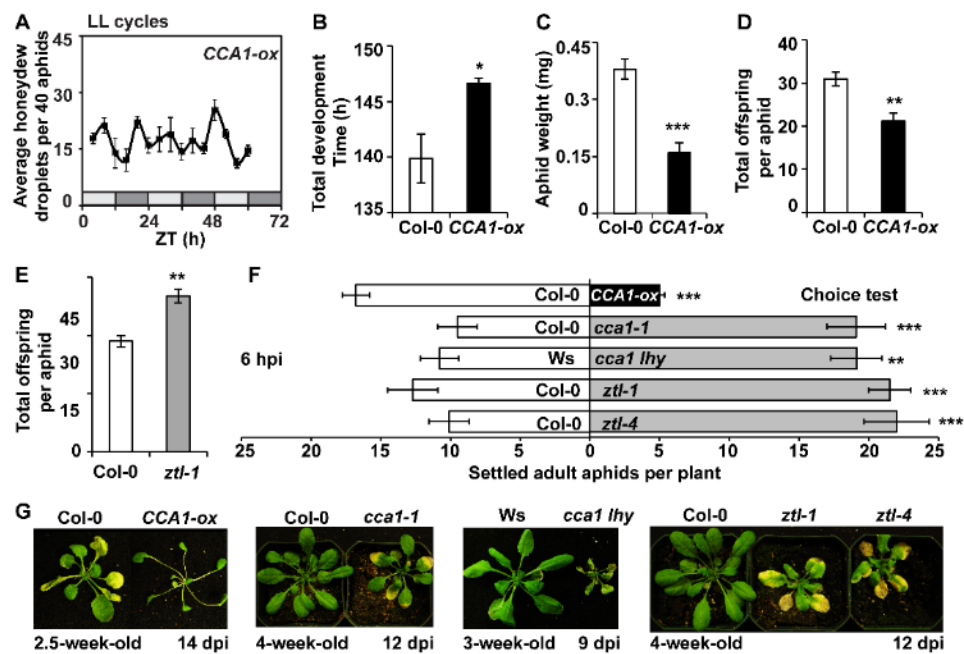 A LL cycles
CCA1-ox
Average honeydew
droplets per 40 aphids
45
30
15
0
0 24 48 72
ZT (h)
B
Total development
Time (h)
150
145
140
135
*
Col-0 CCA1-ox
C
Aphid weight (mg)
0.45
0.3
0.15
0
***
Col-0 CCA1-ox
D
Total offspring
per aphid
40
30
20
10
0
**
Col-0 CCA1-ox
E
Total offspring
per aphid
45
30
15
0
**
Col-0 ztl-1
F
6 hpi
Choice test
Col-0 CCA1-ox ***
Col-0 cca1-1 ***
Ws cca1 lhy **
Col-0 ztl-1 ***
Col-0 ztl-4 ***
25 20 15 10 5 0 5 10 15 20 25
Settled adult aphids per plant
G
Col-0 CCA1-ox
2.5-week-old 14 dpi
Col-0 cca1-1
4-week-old 12 dpi
Ws cca1 lhy
3-week-old 9 dpi
Col-0 ztl-1 ztl-4
4-week-old 12 dpi